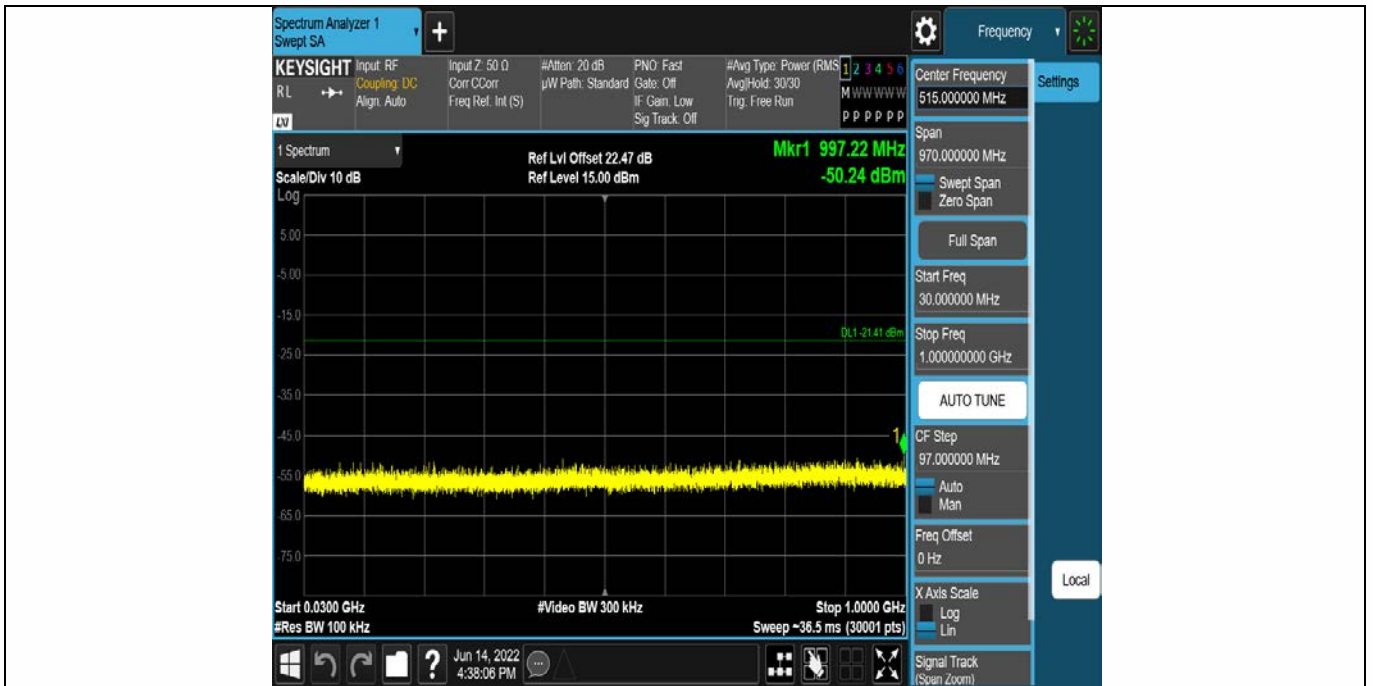 Spectrum Analyzer 1
Swept SA
+
Frequency
KEYSIGHT
RL
LXI
Input: RF
Coupling: DC
Align: Auto
Input Z: 50 Ω
Corr CCorr
Freq Ref: Int (S)
#Atten: 20 dB
µW Path: Standard
PNO: Fast
Gate: Off
IF Gain: Low
Sig Track: Off
#Avg Type: Power (RMS
Avg|Hold: 30/30
Trig: Free Run
1 2 3 4 5 6
M W W W W W
P P P P P P
1 Spectrum
Scale/Div 10 dB
Log
Ref Lvl Offset 22.47 dB
Ref Level 15.00 dBm
Mkr1 997.22 MHz
-50.24 dBm
5.00
-5.00
-15.0
DL1 -21.41 dBm
-25.0
-35.0
-45.0
1
-55.0
-65.0
-75.0
Start 0.0300 GHz
#Video BW 300 kHz
Stop 1.0000 GHz
#Res BW 100 kHz
Sweep ~36.5 ms (30001 pts)
Center Frequency
515.000000 MHz
Settings
Span
970.000000 MHz
Swept Span
Zero Span
Full Span
Start Freq
30.000000 MHz
Stop Freq
1.000000000 GHz
AUTO TUNE
CF Step
97.000000 MHz
Auto
Man
Freq Offset
0 Hz
X Axis Scale
Log
Lin
Local
Signal Track
(Span Zoom)
?
Jun 14, 2022
4:38:06 PM